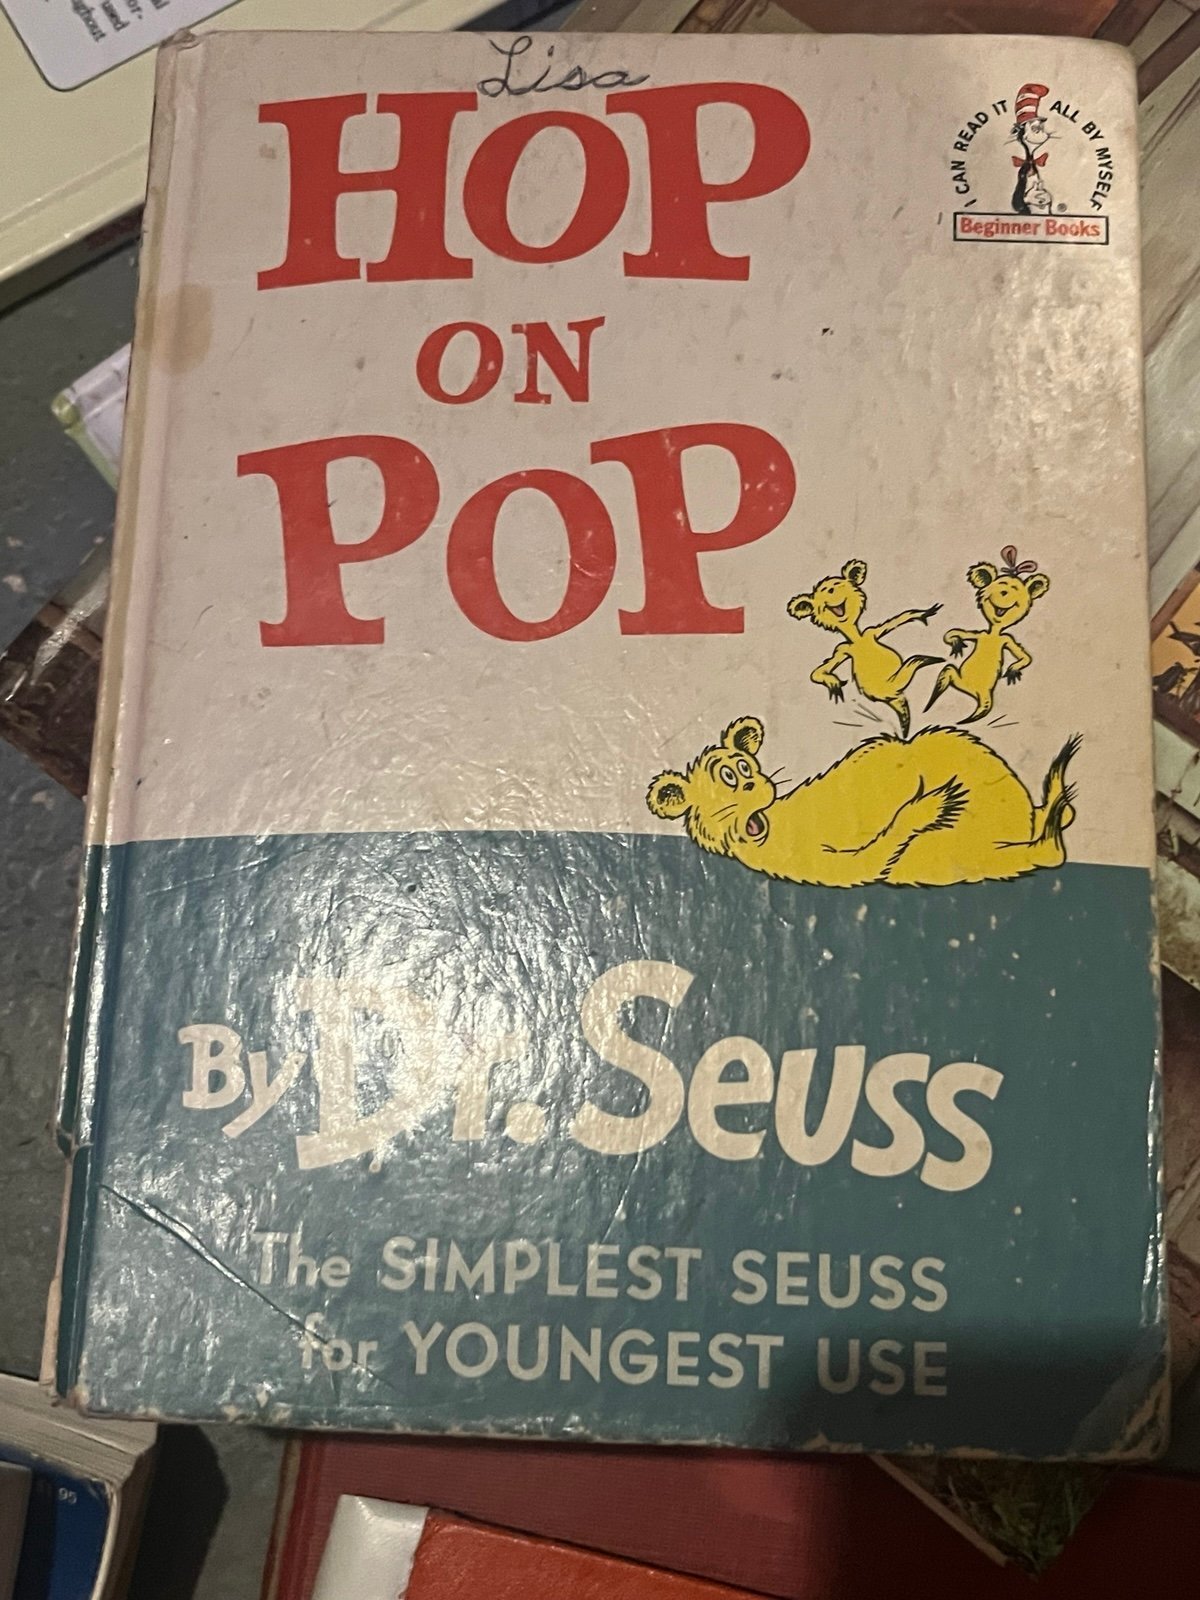 Lisa
HOP
ON
POP
I CAN READ IT ALL BY MYSELF
Beginner Books
By Dr. Seuss
The SIMPLEST SEUSS
for YOUNGEST USE
95